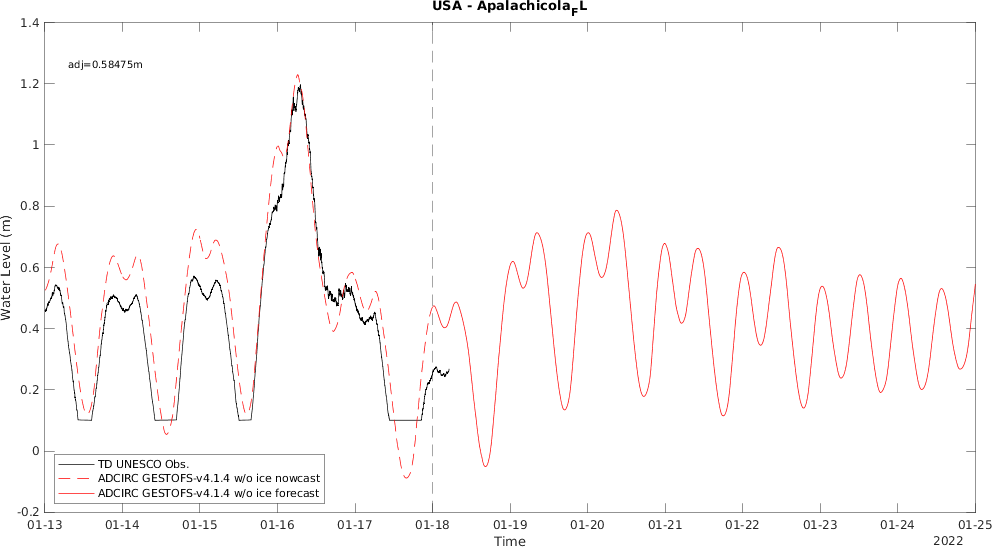 USA - Apalachicola_FL
adj=0.58475m
Water Level (m)
1.4
1.2
1
0.8
0.6
0.4
0.2
0
-0.2
TD UNESCO Obs.
ADCIRC GESTOFS-v4.1.4 w/o ice nowcast
ADCIRC GESTOFS-v4.1.4 w/o ice forecast
01-13 01-14 01-15 01-16 01-17 01-18 01-19 01-20 01-21 01-22 01-23 01-24 01-25
Time
2022